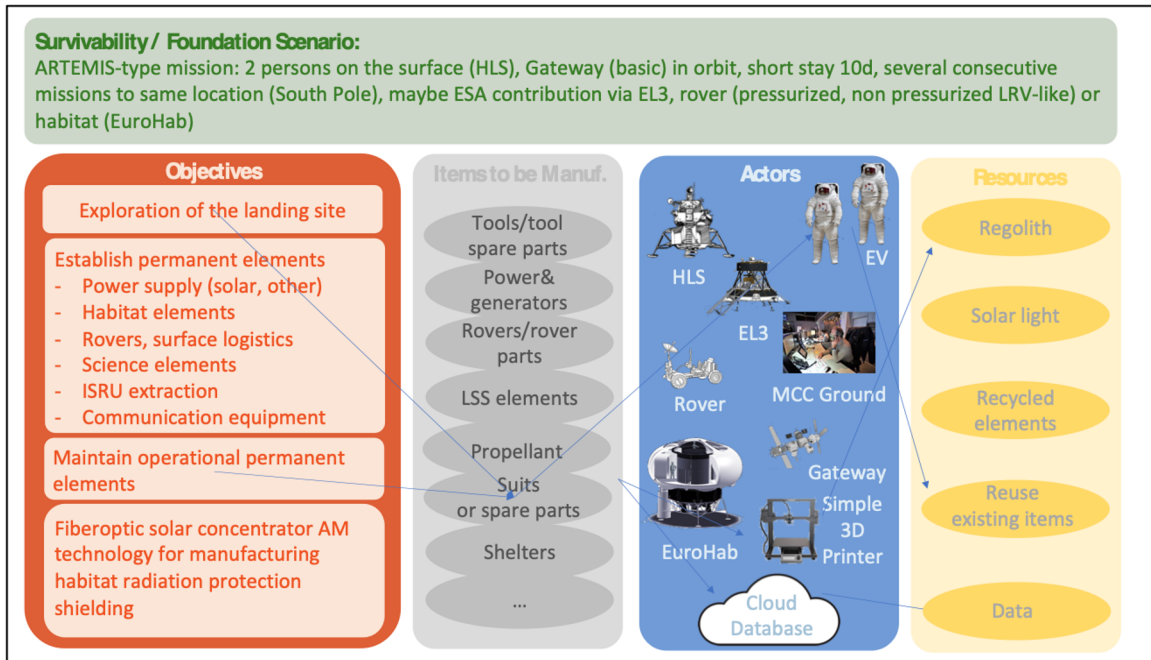 Survivability / Foundation Scenario:
ARTEMIS-type mission: 2 persons on the surface (HLS), Gateway (basic) in orbit, short stay 10d, several consecutive
missions to same location (South Pole), maybe ESA contribution via EL3, rover (pressurized, non pressurized LRV-like) or
habitat (EuroHab)
Objectives
Exploration of the landing site
Establish permanent elements
- Power supply (solar, other)
- Habitat elements
- Rovers, surface logistics
- Science elements
- ISRU extraction
- Communication equipment
Maintain operational permanent
elements
Fiberoptic solar concentrator AM
technology for manufacturing
habitat radiation protection
shielding
Items to be Manuf.
Tools/tool
spare parts
Power&
generators
Rovers/rover
parts
LSS elements
Propellant
Suits
or spare parts
Shelters
...
Actors
HLS
EV
EL3
Rover
MCC Ground
Gateway
EuroHab
Simple
3D
Printer
Cloud
Database
Resources
Regolith
Solar light
Recycled
elements
Reuse
existing items
Data